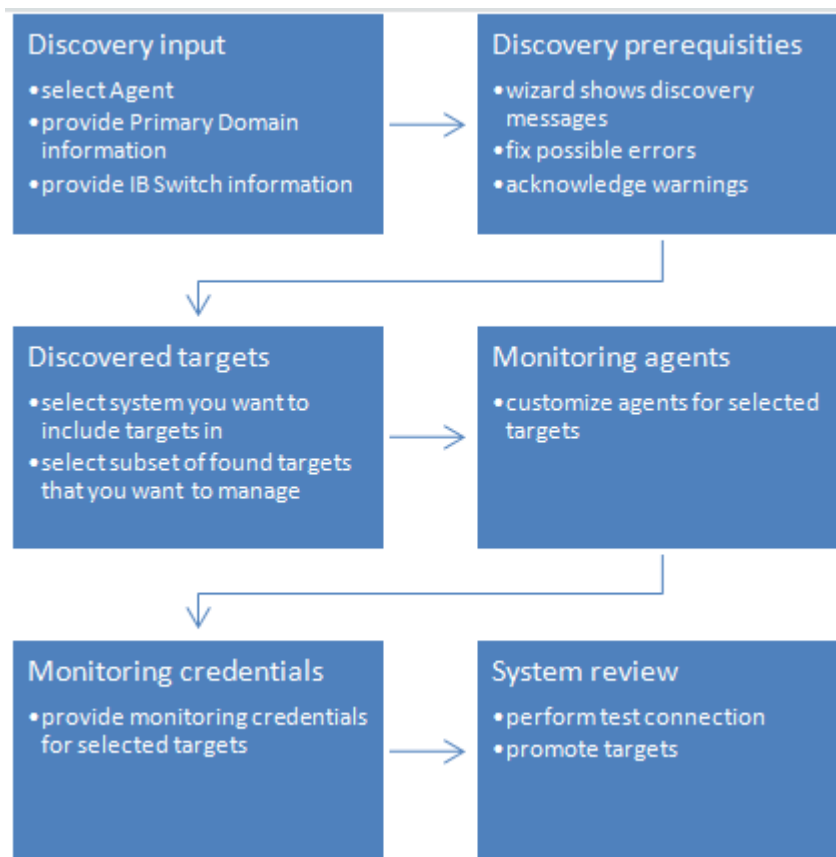 Discovery input
•select Agent
•provide Primary Domain
information
•provide IB Switch information
Discovery prerequisities
•wizard shows discovery
messages
•fix possible errors
•acknowledge warnings
Discovered targets
•select system you want to
include targets in
•select subset of found targets
that you want to manage
Monitoring agents
•customize agents for selected
targets
Monitoring credentials
•provide monitoring credentials
for selected targets
System review
•perform test connection
•promote targets